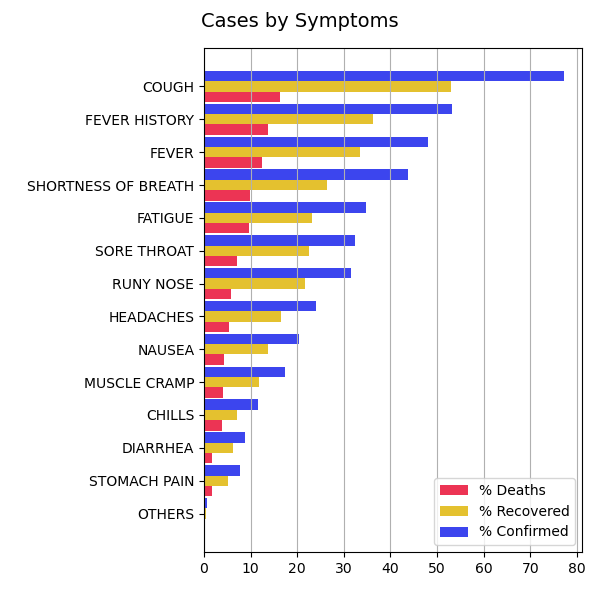 Cases by Symptoms
COUGH
FEVER HISTORY
FEVER
SHORTNESS OF BREATH
FATIGUE
SORE THROAT
RUNY NOSE
HEADACHES
NAUSEA
MUSCLE CRAMP
CHILLS
DIARRHEA
STOMACH PAIN
OTHERS
% Deaths
% Recovered
% Confirmed
0 10 20 30 40 50 60 70 80